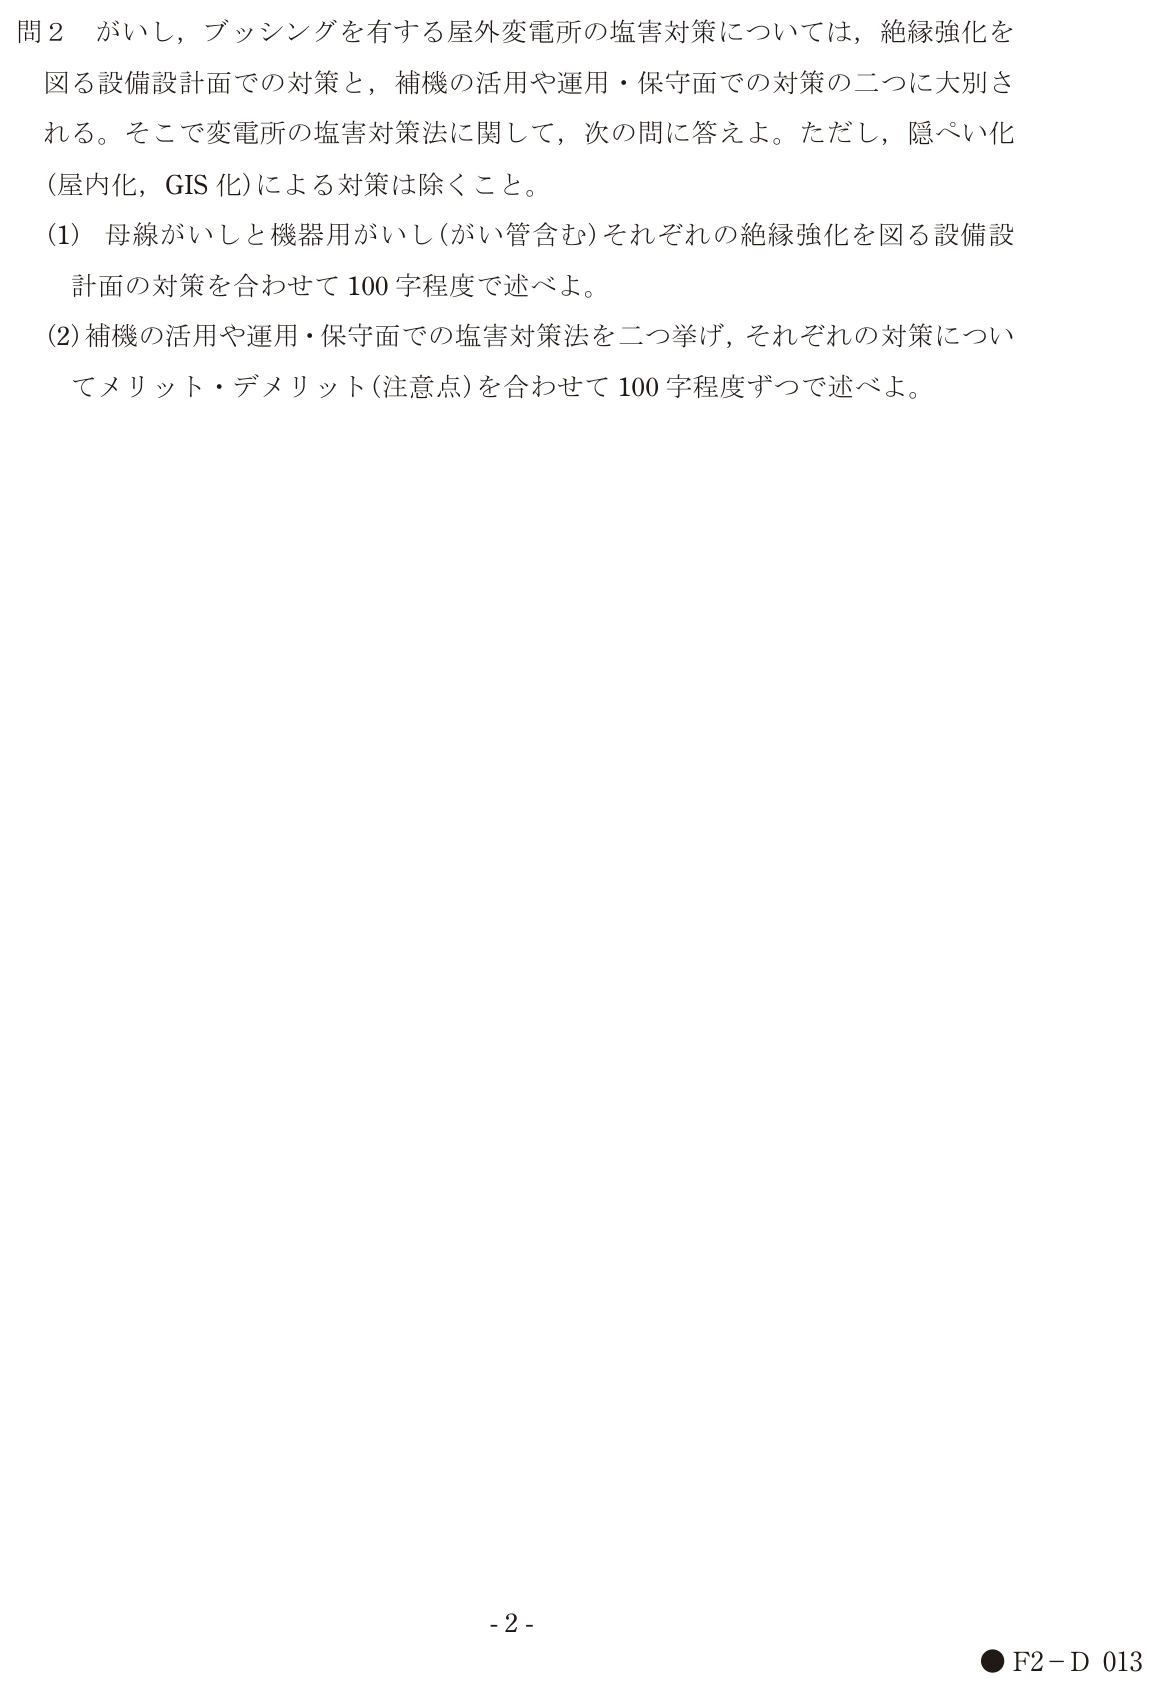 問２　がいし，ブッシングを有する屋外変電所の塩害対策については，絶縁強化を
図る設備設計面での対策と，補機の活用や運用・保守面での対策の二つに大別さ
れる。そこで変電所の塩害対策法に関して，次の問に答えよ。ただし，隠ぺい化
(屋内化，GIS 化)による対策は除くこと。
(1)　母線がいしと機器用がいし(がい管含む)それぞれの絶縁強化を図る設備設
計面の対策を合わせて 100 字程度で述べよ。
(2) 補機の活用や運用・保守面での塩害対策法を二つ挙げ，それぞれの対策につい
てメリット・デメリット(注意点)を合わせて 100 字程度ずつで述べよ。
- 2 -
● F2－D 013